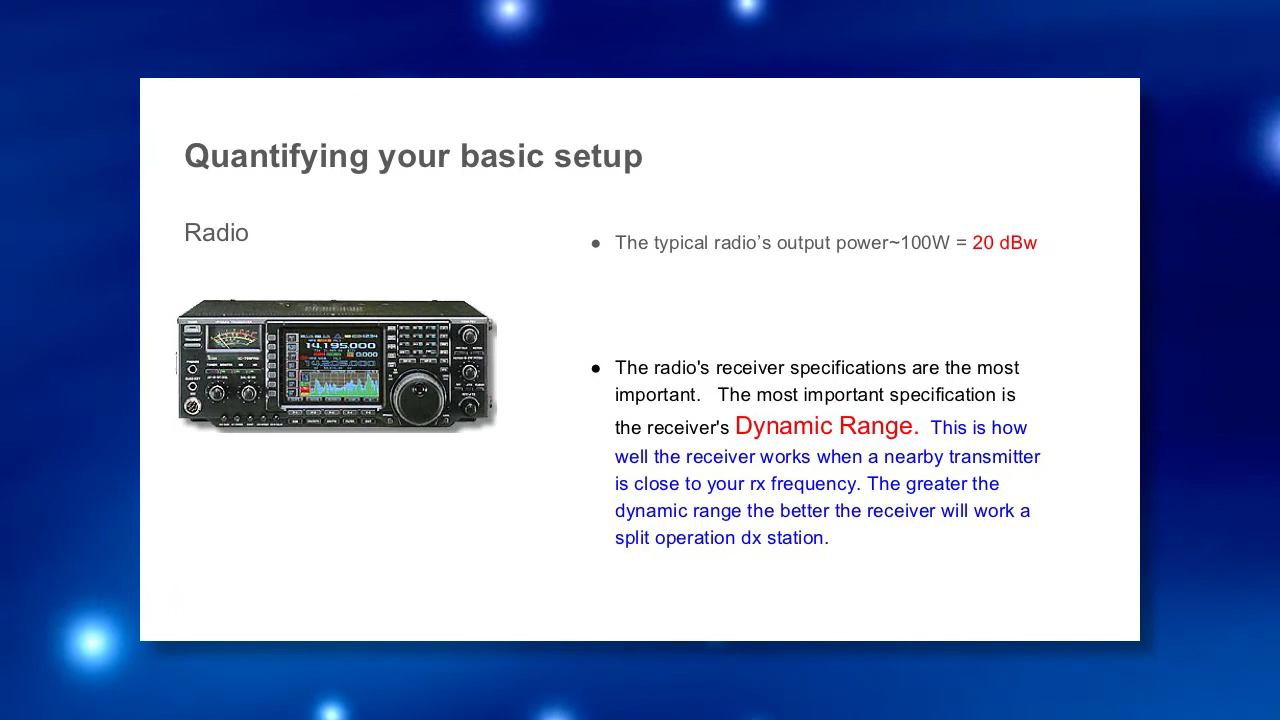 Quantifying your basic setup
Radio
● The typical radio’s output power~100W = 20 dBw
14.195.000
● The radio's receiver specifications are the most
important. The most important specification is
the receiver's Dynamic Range. This is how
well the receiver works when a nearby transmitter
is close to your rx frequency. The greater the
dynamic range the better the receiver will work a
split operation dx station.